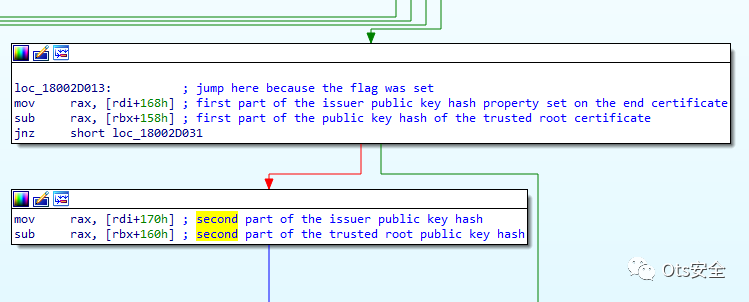 loc_18002D013: ; jump here because the flag was set
mov rax, [rdi+168h] ; first part of the issuer public key hash property set on the end certificate
sub rax, [rbx+158h] ; first part of the public key hash of the trusted root certificate
jnz short loc_18002D031
mov rax, [rdi+170h] ; second part of the issuer public key hash
sub rax, [rbx+160h] ; second part of the trusted root public key hash
Ots安全